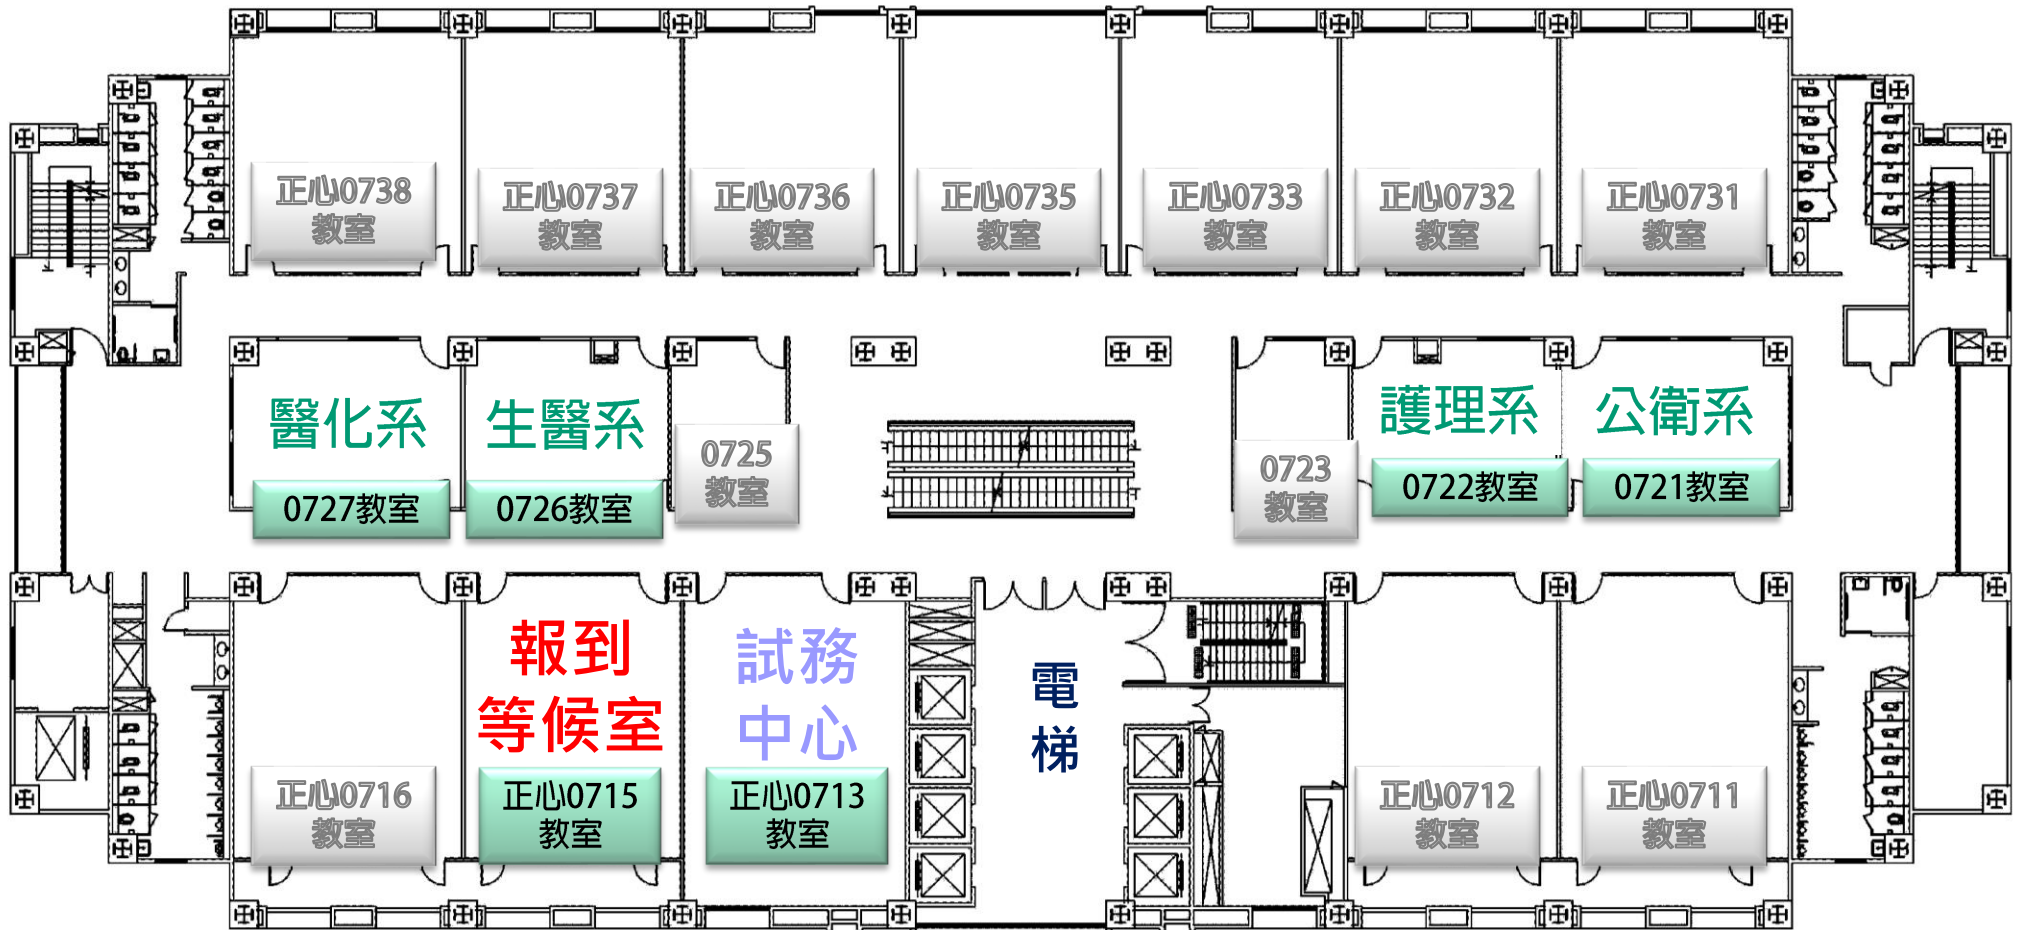 正心0738
教室
正心0737
教室
正心0736
教室
正心0735
教室
正心0733
教室
正心0732
教室
正心0731
教室
醫化系
0727教室
生醫系
0726教室
0725
教室
0723
教室
護理系
0722教室
公衛系
0721教室
正心0716
教室
報到
等候室
正心0715
教室
試務
中心
正心0713
教室
電
梯
正心0712
教室
正心0711
教室